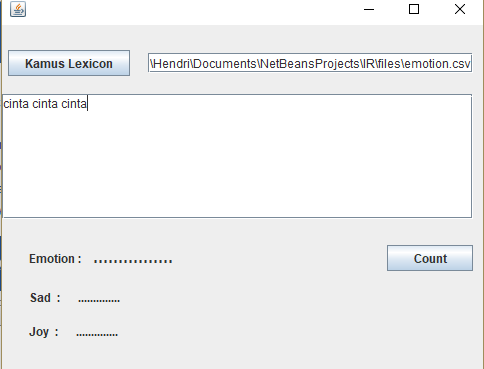 Kamus Lexicon \Hendri\Documents\NetBeansProjects\IR\files\emotion.csv
cinta cinta cinta
Emotion : ................ Count
Sad : .............
Joy : .............